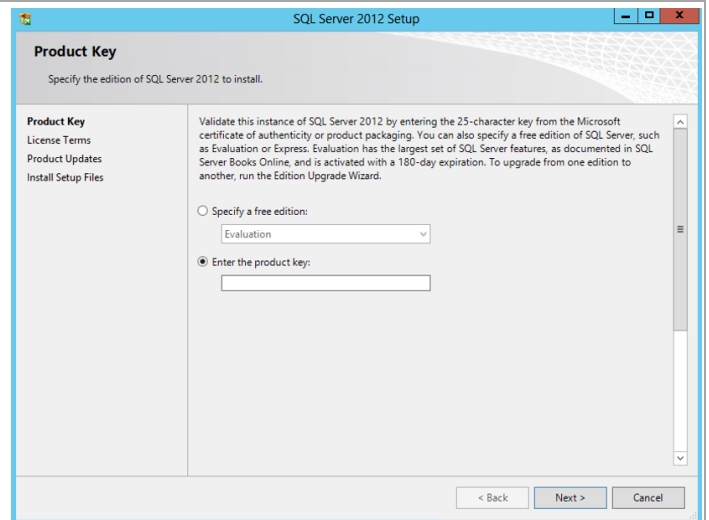 SQL Server 2012 Setup
Product Key
Specify the edition of SQL Server 2012 to install.
Product Key
License Terms
Product Updates
Install Setup Files
Validate this instance of SQL Server 2012 by entering the 25-character key from the Microsoft
certificate of authenticity or product packaging. You can also specify a free edition of SQL Server, such
as Evaluation or Express. Evaluation has the largest set of SQL Server features, as documented in SQL
Server Books Online, and is activated with a 180-day expiration. To upgrade from one edition to
another, run the Edition Upgrade Wizard.
Specify a free edition:
Evaluation
Enter the product key:
< Back
Next >
Cancel